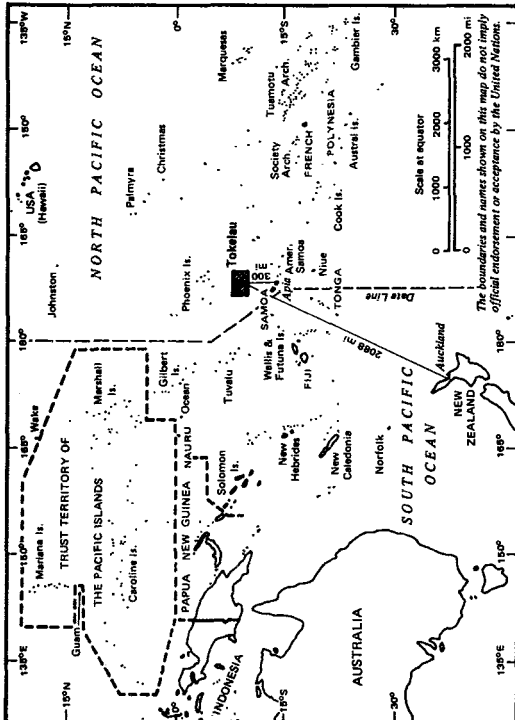 135°E
150°
165°
180°
165°
150°
135°W
15°N
0°
15°S
30°
15°N
15°S
30°
NORTH PACIFIC OCEAN
USA
(Hawaii)
Johnston
Wake
Mariana Is.
Guam
TRUST TERRITORY OF
THE PACIFIC ISLANDS
Marshall
Is.
Caroline Is.
Palmyra
Christmas
Gilbert
Is.
Ocean
NAURU
Phoenix Is.
Tokelau
Marquesas
PAPUA NEW GUINEA
INDONESIA
Solomon
Is.
Tuvalu
Wallis &
Futuna Is.
SAMOA
Apia
Amer.
Samoa
Niue
TONGA
Cook Is.
Society
Arch.
Tuamotu
Arch.
FRENCH
POLYNESIA
Austral Is.
Gambier Is.
New
Hebrides
FIJI
New
Caledonia
Norfolk
AUSTRALIA
SOUTH PACIFIC
OCEAN
2088 mi
Auckland
NEW
ZEALAND
Date Line
Scale at equator
0 1000 2000 3000 km
0 1000 2000 mi
The boundaries and names shown on this map do not imply
official endorsement or acceptance by the United Nations.